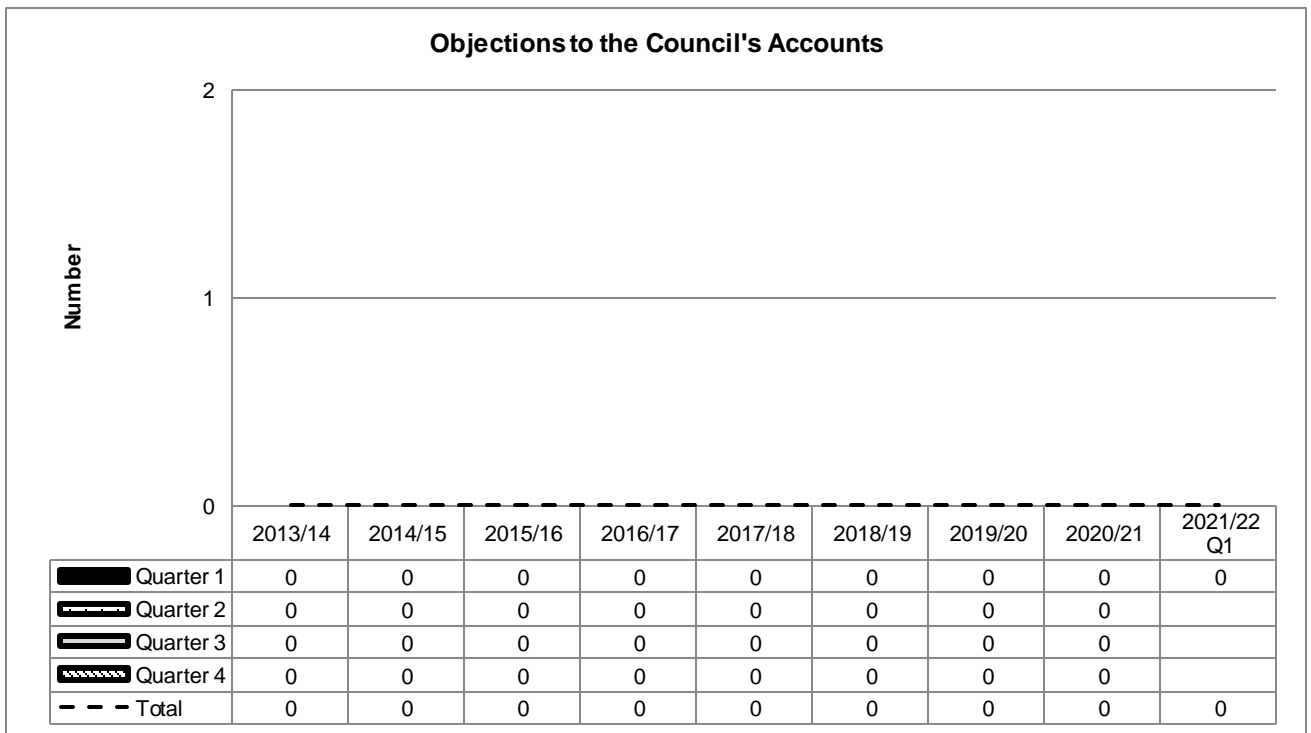 Objections to the Council's Accounts
Number
2
1
0
2013/14 2014/15 2015/16 2016/17 2017/18 2018/19 2019/20 2020/21 2021/22 Q1
Quarter 1 0 0 0 0 0 0 0 0 0
Quarter 2 0 0 0 0 0 0 0 0
Quarter 3 0 0 0 0 0 0 0 0
Quarter 4 0 0 0 0 0 0 0 0
Total 0 0 0 0 0 0 0 0 0